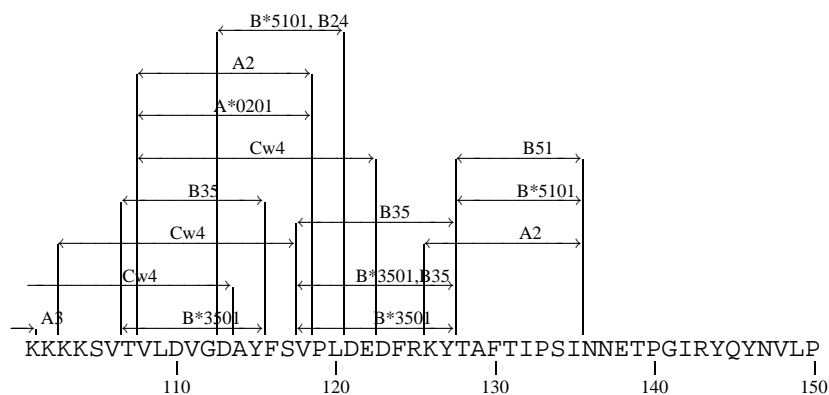 B*5101, B24
A2
A*0201
Cw4
B51
B35
B*5101
B35
Cw4
A2
Cw4
B*3501,B35
A3
B*3501
B*3501
KKKKSVTVLDVGDAYFSVPLDEDFRKYTAFTIPSINNETPGIRYQYNVLP
110 120 130 140 150